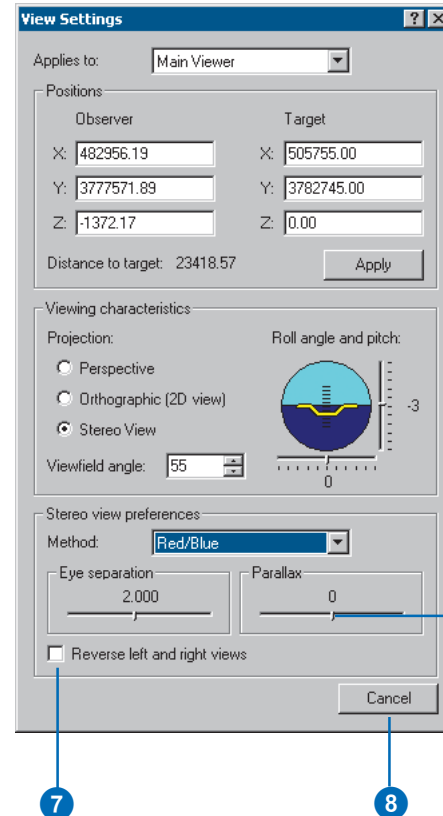 View Settings
Applies to: Main Viewer
Positions
Observer Target
X: 482956.19 X: 505755.00
Y: 3777571.89 Y: 3782745.00
Z: -1372.17 Z: 0.00
Distance to target: 23418.57 Apply
Viewing characteristics
Projection: Roll angle and pitch:
Perspective
Orthographic (2D view)
Stereo View
-3
Viewfield angle: 55
0
Stereo view preferences
Method: Red/Blue
Eye separation Parallax
2.000 0
Reverse left and right views
Cancel
7 8